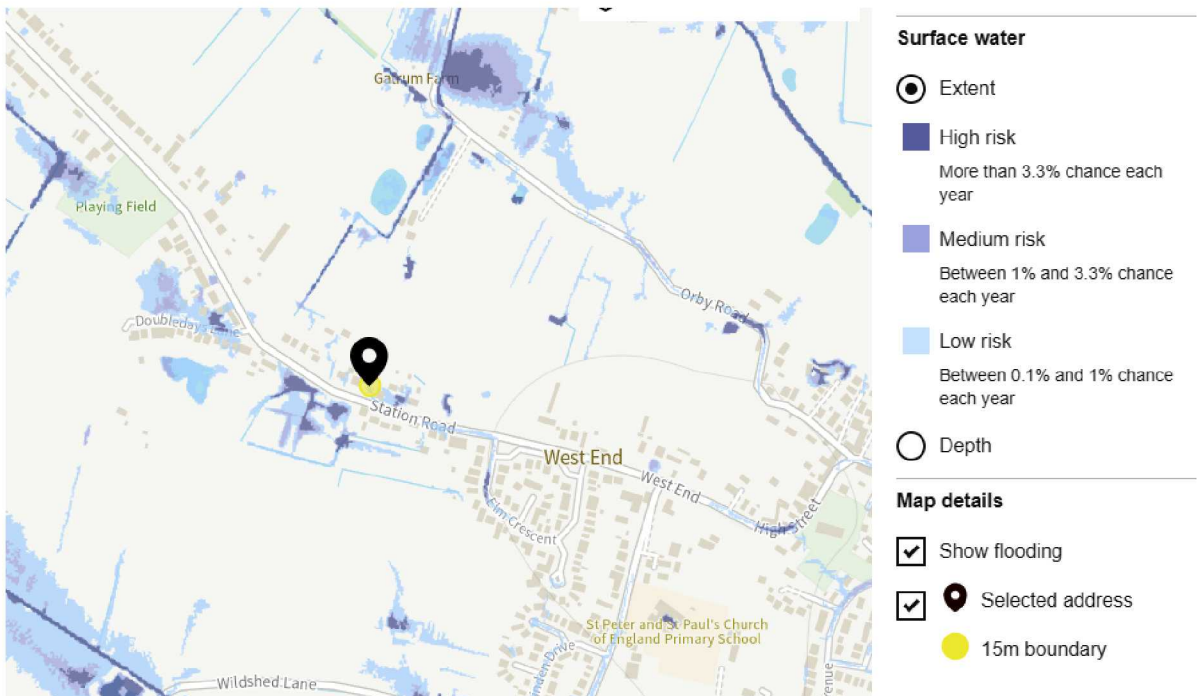 Gatrum Farm
Playing Field
Doubledays Lane
Orby Road
Station Road
West End
West End
High Street
Elm Crescent
St Peter and St Paul's Church
of England Primary School
Wildshed Lane
Surface water
Extent
High risk
More than 3.3% chance each
year
Medium risk
Between 1% and 3.3% chance
each year
Low risk
Between 0.1% and 1% chance
each year
Depth
Map details
Show flooding
Selected address
15m boundary